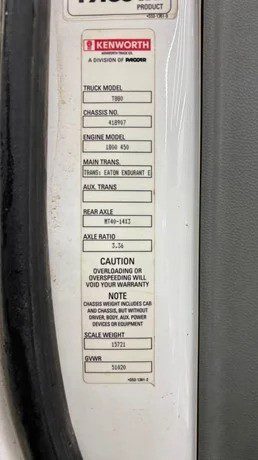 PRODUCT
KENWORTH
KENWORTH TRUCK CO.
A DIVISION OF PACCAR
TRUCK MODEL
T880
CHASSIS NO.
418907
ENGINE MODEL
1800 450
MAIN TRANS.
TRANS: EATON ENDURANT E
AUX. TRANS
REAR AXLE
MT40-14X3
AXLE RATIO
3.36
CAUTION
OVERLOADING OR
OVERSPEEDING WILL
VOID YOUR WARRANTY
NOTE
CHASSIS WEIGHT INCLUDES CAB
AND CHASSIS, BUT WITHOUT
DRIVER, BODY, AUX. POWER
DEVICES OR EQUIPMENT
SCALE WEIGHT
15721
GVWR
51020